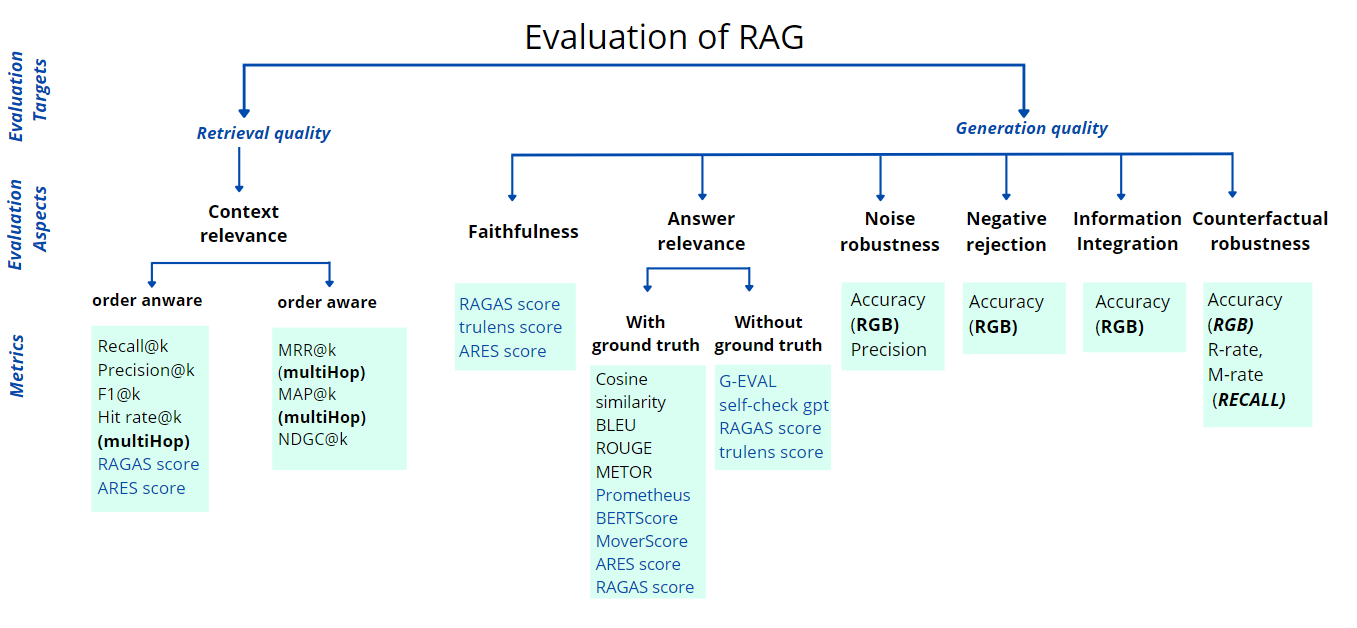 Evaluation of RAG
Evaluation
Targets
Retrieval quality
Generation quality
Evaluation
Aspects
Context
relevance
Faithfulness
Answer
relevance
Noise
robustness
Negative
rejection
Information
Integration
Counterfactual
robustness
Metrics
order anware
Recall@k
Precision@k
F1@k
Hit rate@k
(multiHop)
RAGAS score
ARES score
order aware
MRR@k
(multiHop)
MAP@k
(multiHop)
NDGC@k
RAGAS score
trulens score
ARES score
With
ground truth
Cosine
similarity
BLEU
ROUGE
METOR
Prometheus
BERTScore
MoverScore
ARES score
RAGAS score
Without
ground truth
G-EVAL
self-check gpt
RAGAS score
trulens score
Accuracy
(RGB)
Precision
Accuracy
(RGB)
Accuracy
(RGB)
Accuracy
(RGB)
R-rate,
M-rate
(RECALL)